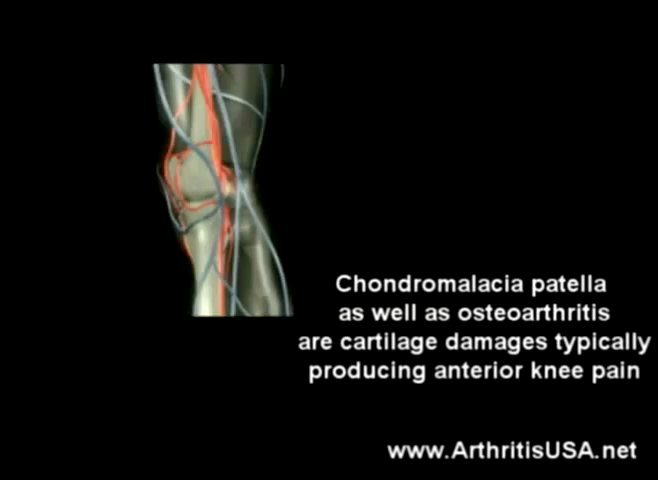 Chondromalacia patella
as well as osteoarthritis
are cartilage damages typically
producing anterior knee pain
www.ArthritisUSA.net